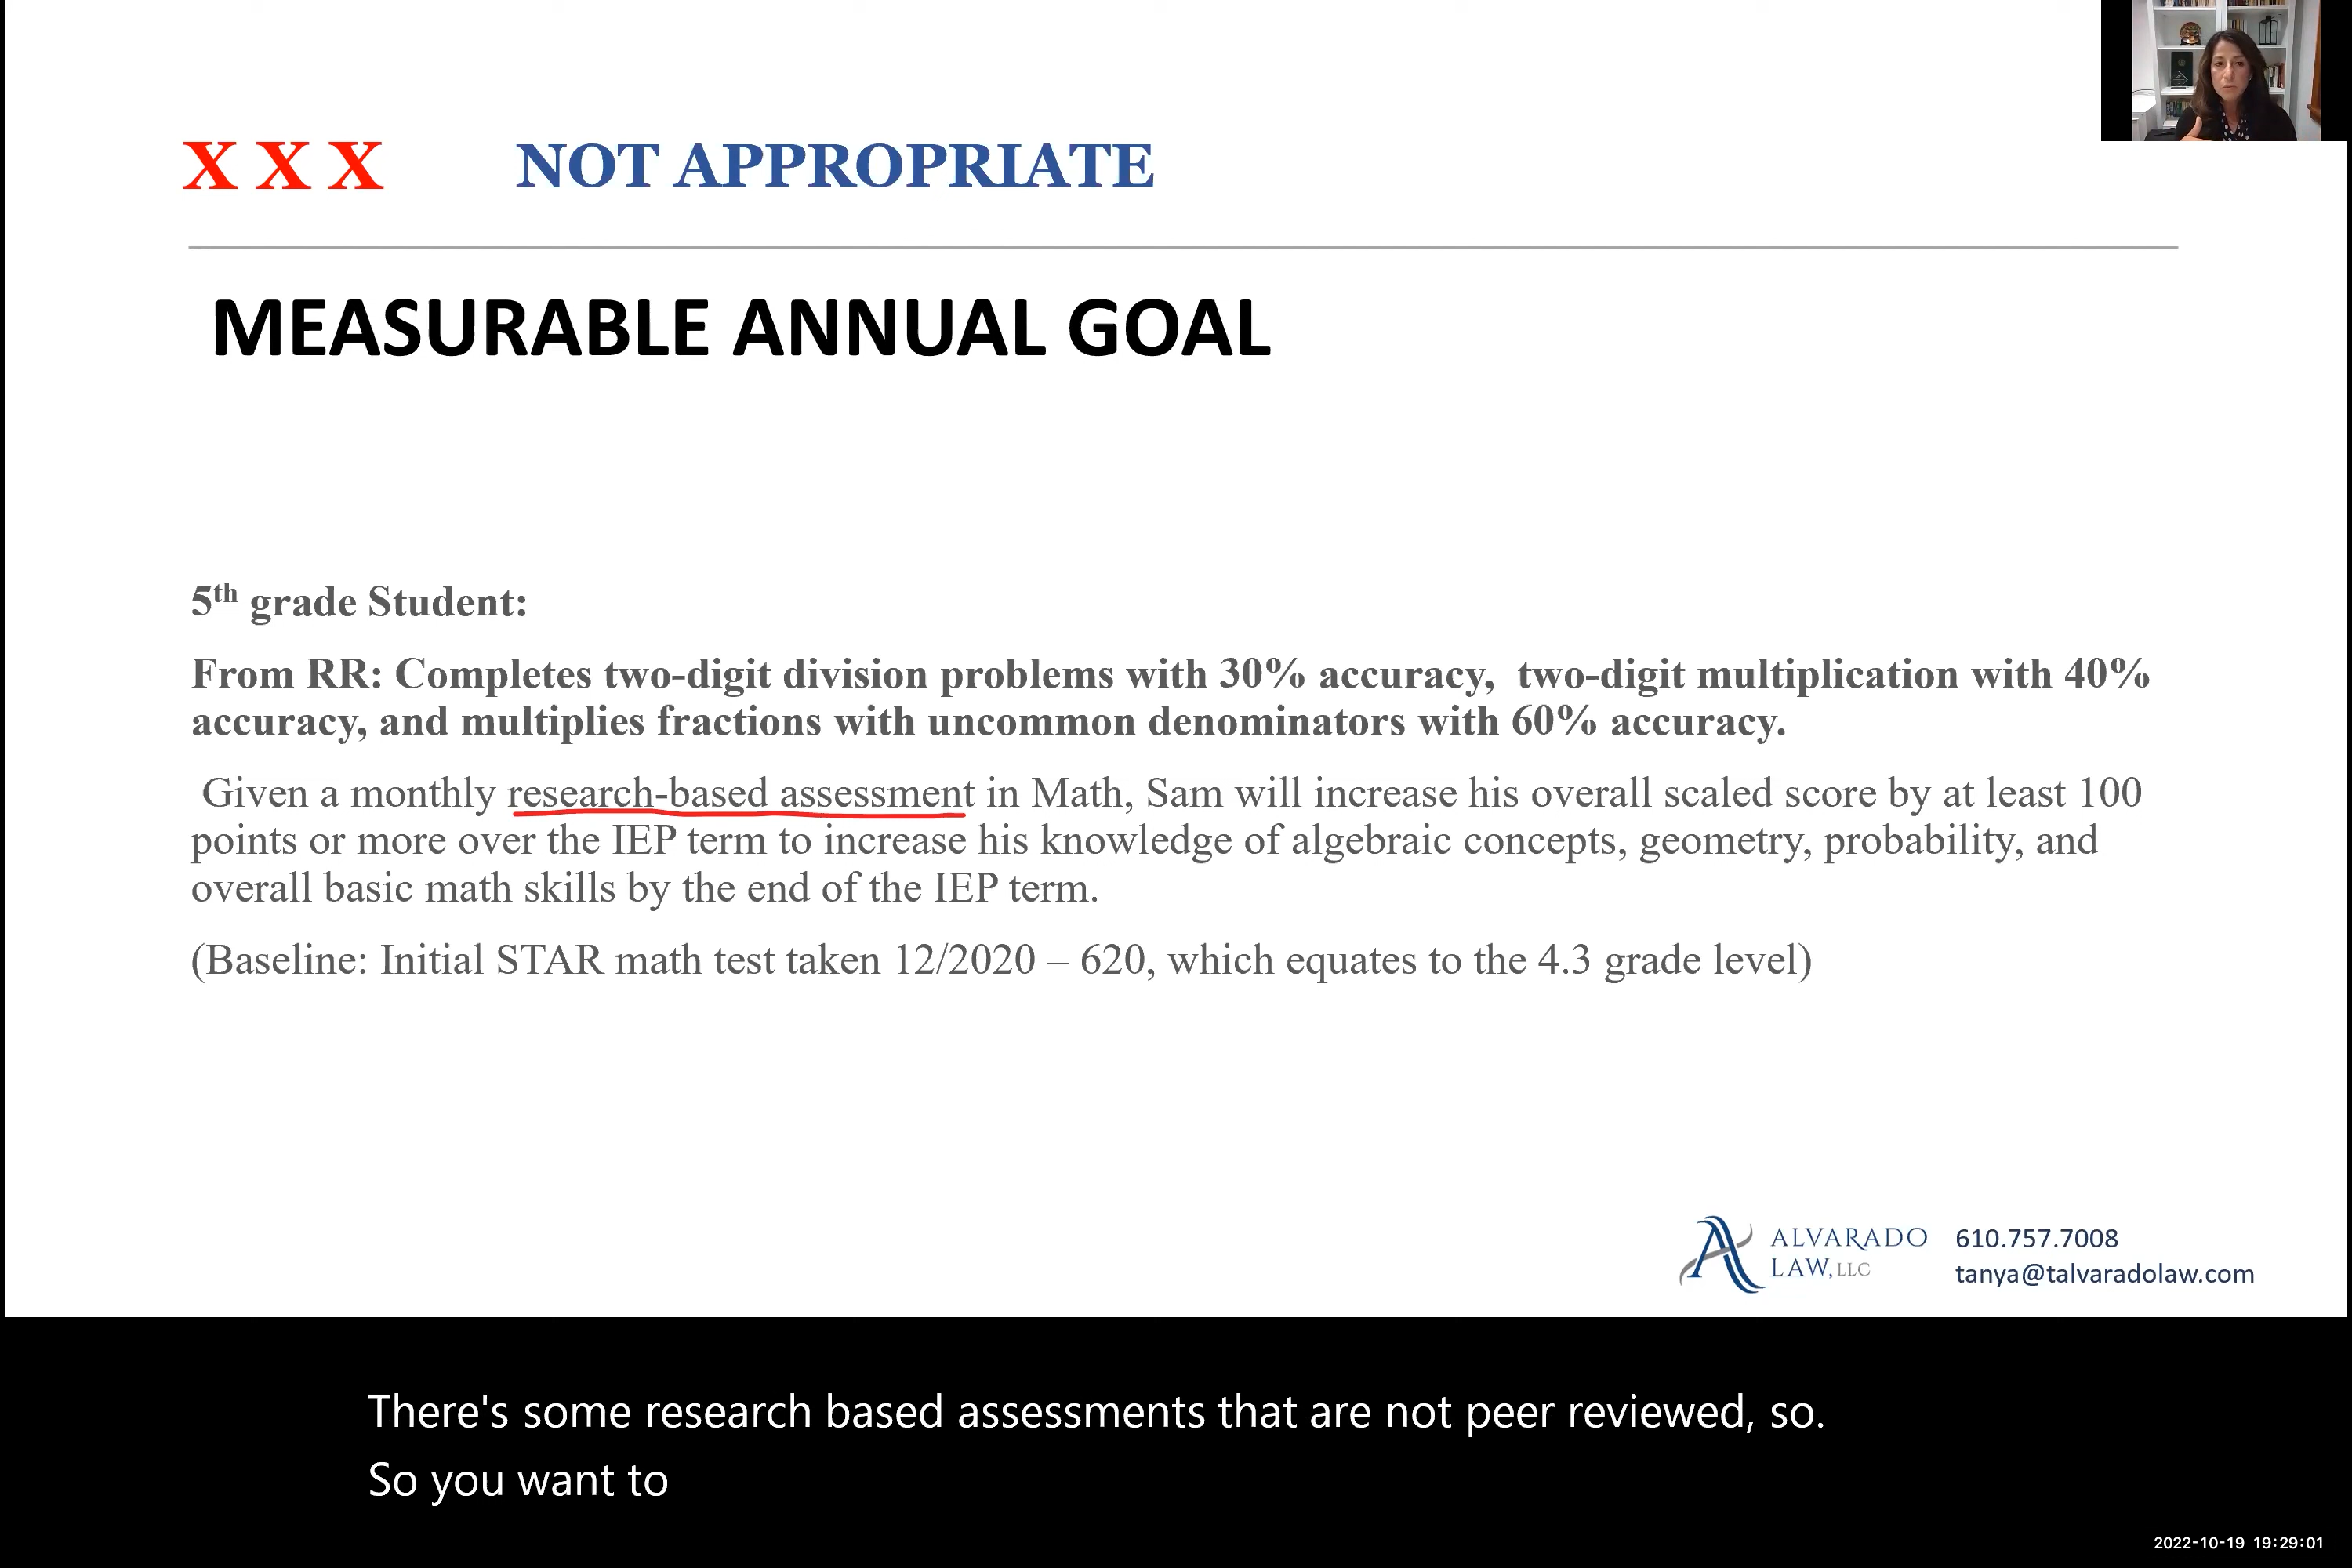 X X X NOT APPROPRIATE
MEASURABLE ANNUAL GOAL
5th grade Student:
From RR: Completes two-digit division problems with 30% accuracy,  two-digit multiplication with 40%
accuracy, and multiplies fractions with uncommon denominators with 60% accuracy.
Given a monthly research-based assessment in Math, Sam will increase his overall scaled score by at least 100
points or more over the IEP term to increase his knowledge of algebraic concepts, geometry, probability, and
overall basic math skills by the end of the IEP term.
(Baseline: Initial STAR math test taken 12/2020 – 620, which equates to the 4.3 grade level)
ALVARADO
LAW, LLC
610.757.7008
tanya@talvaradolaw.com
There's some research based assessments that are not peer reviewed, so.
So you want to
2022-10-19 19:29:01